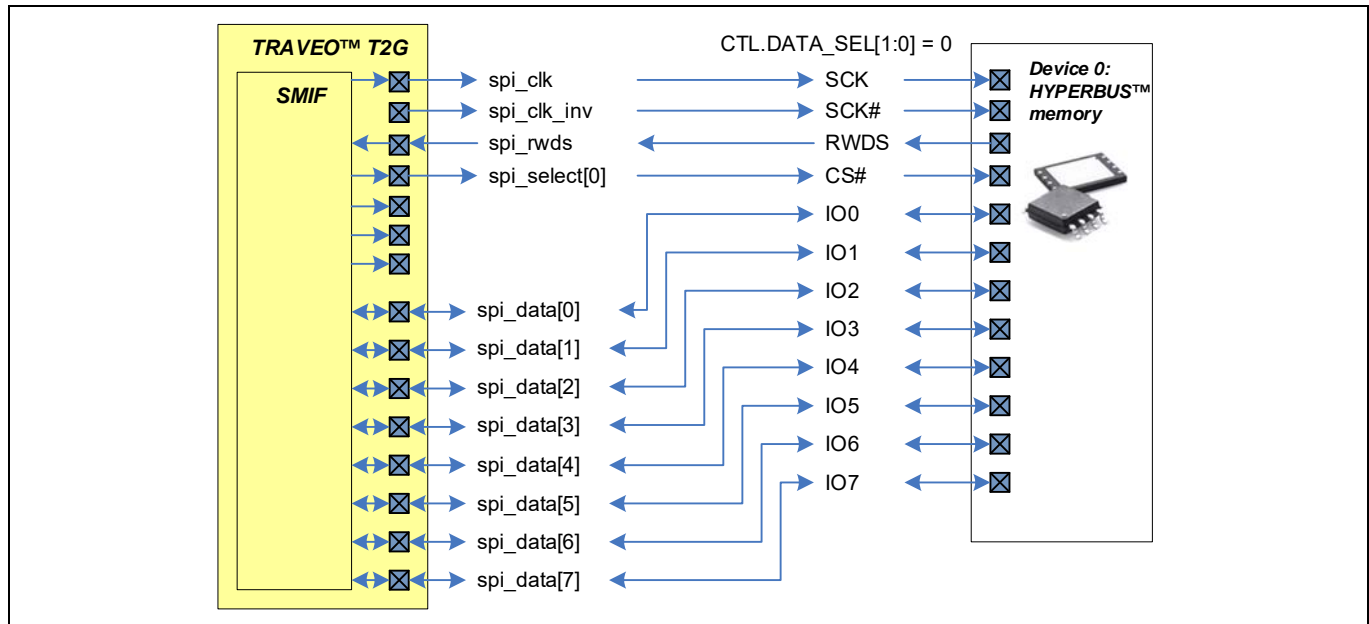 TRAVEO™ T2G
SMIF
CTL.DATA_SEL[1:0] = 0
Device 0:
HYPERBUS™
memory
spi_clk SCK
spi_clk_inv SCK#
spi_rwds RWDS
spi_select[0] CS#
IO0
IO1
IO2
spi_data[0]
IO3
spi_data[1]
IO4
spi_data[2]
IO5
spi_data[3]
IO6
spi_data[4]
IO7
spi_data[5]
spi_data[6]
spi_data[7]